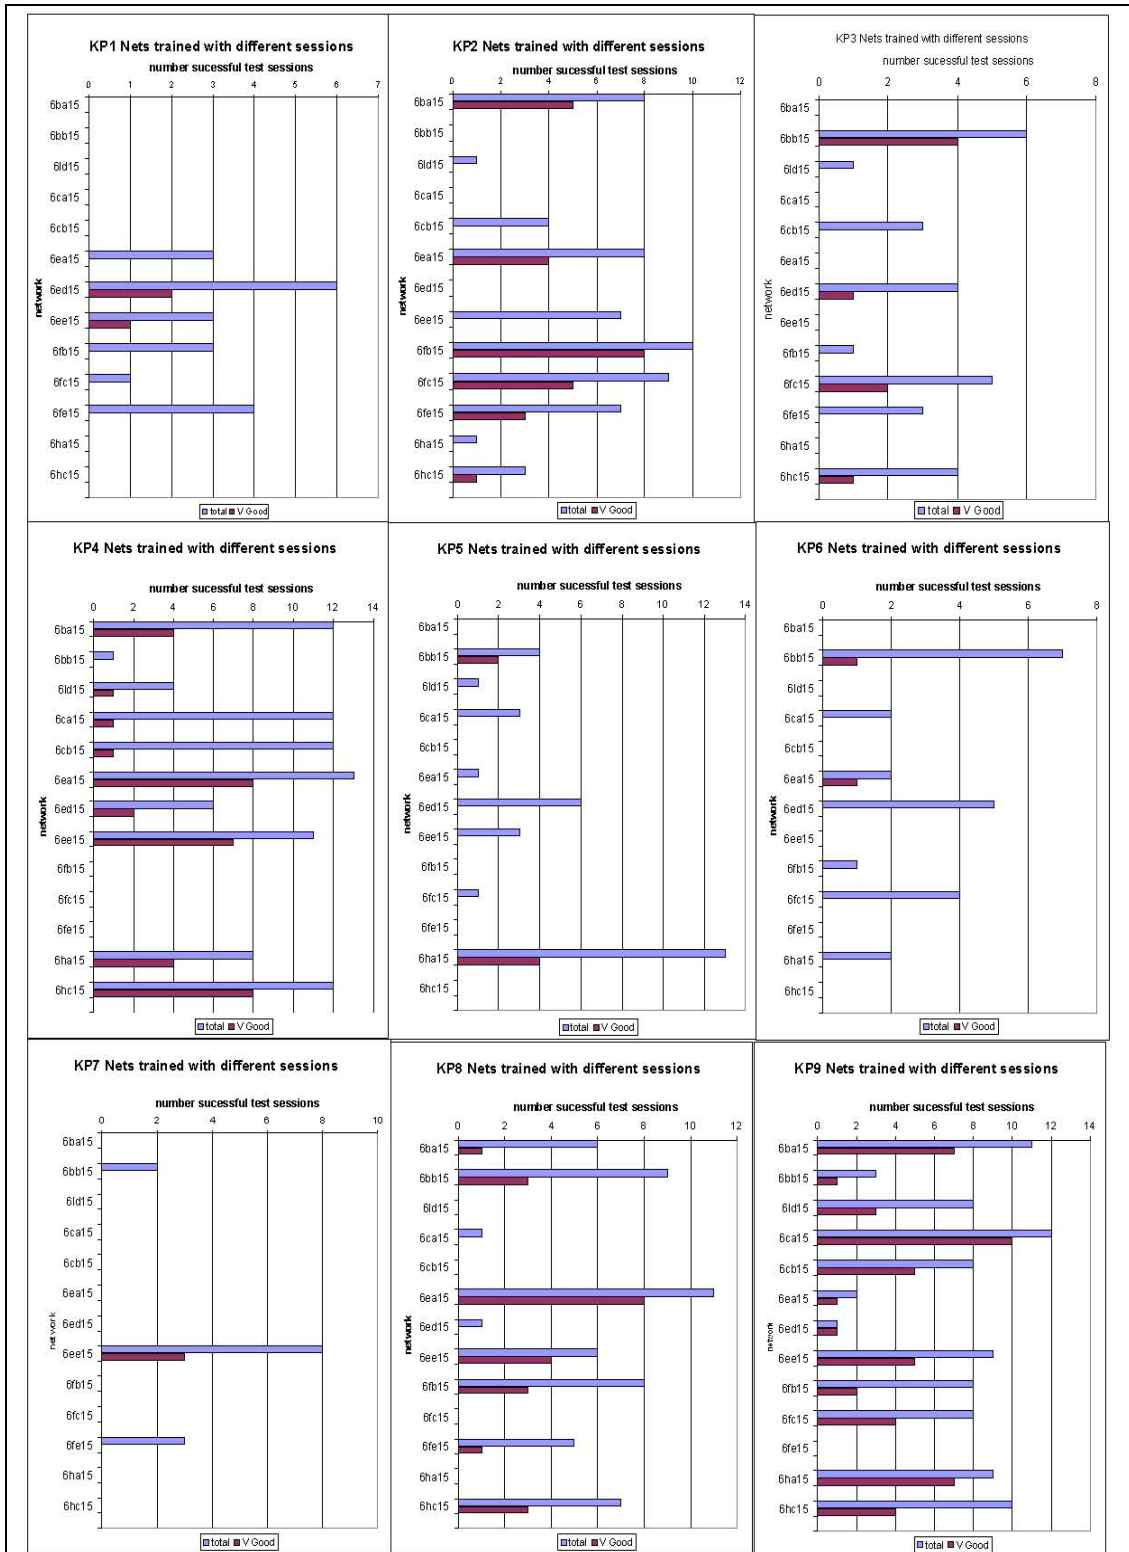 KP1 Nets trained with different sessions
number sucessful test sessions
0 1 2 3 4 5 6 7
6ba15
6bb15
6ld15
6ca15
6cb15
6ea15
6ed15
6ee15
6fb15
6fc15
6fe15
6ha15
6hc15
network
total V Good
KP2 Nets trained with different sessions
number sucessful test sessions
0 2 4 6 8 10 12
6ba15
6bb15
6ld15
6ca15
6cb15
6ea15
6ed15
6ee15
6fb15
6fc15
6fe15
6ha15
6hc15
network
total V Good
KP3 Nets trained with different sessions
number sucessful test sessions
0 2 4 6 8
6ba15
6bb15
6ld15
6ca15
6cb15
6ea15
6ed15
6ee15
6fb15
6fc15
6fe15
6ha15
6hc15
network
total V Good
KP4 Nets trained with different sessions
number sucessful test sessions
0 2 4 6 8 10 12 14
6ba15
6bb15
6ld15
6ca15
6cb15
6ea15
6ed15
6ee15
6fb15
6fc15
6fe15
6ha15
6hc15
network
total V Good
KP5 Nets trained with different sessions
number sucessful test sessions
0 2 4 6 8 10 12 14
6ba15
6bb15
6ld15
6ca15
6cb15
6ea15
6ed15
6ee15
6fb15
6fc15
6fe15
6ha15
6hc15
network
total V Good
KP6 Nets trained with different sessions
number sucessful test sessions
0 2 4 6 8
6ba15
6bb15
6ld15
6ca15
6cb15
6ea15
6ed15
6ee15
6fb15
6fc15
6fe15
6ha15
6hc15
network
total V Good
KP7 Nets trained with different sessions
number sucessful test sessions
0 2 4 6 8 10
6ba15
6bb15
6ld15
6ca15
6cb15
6ea15
6ed15
6ee15
6fb15
6fc15
6fe15
6ha15
6hc15
network
total V Good
KP8 Nets trained with different sessions
number sucessful test sessions
0 2 4 6 8 10 12
6ba15
6bb15
6ld15
6ca15
6cb15
6ea15
6ed15
6ee15
6fb15
6fc15
6fe15
6ha15
6hc15
network
total V Good
KP9 Nets trained with different sessions
number sucessful test sessions
0 2 4 6 8 10 12 14
6ba15
6bb15
6ld15
6ca15
6cb15
6ea15
6ed15
6ee15
6fb15
6fc15
6fe15
6ha15
6hc15
network
total V Good